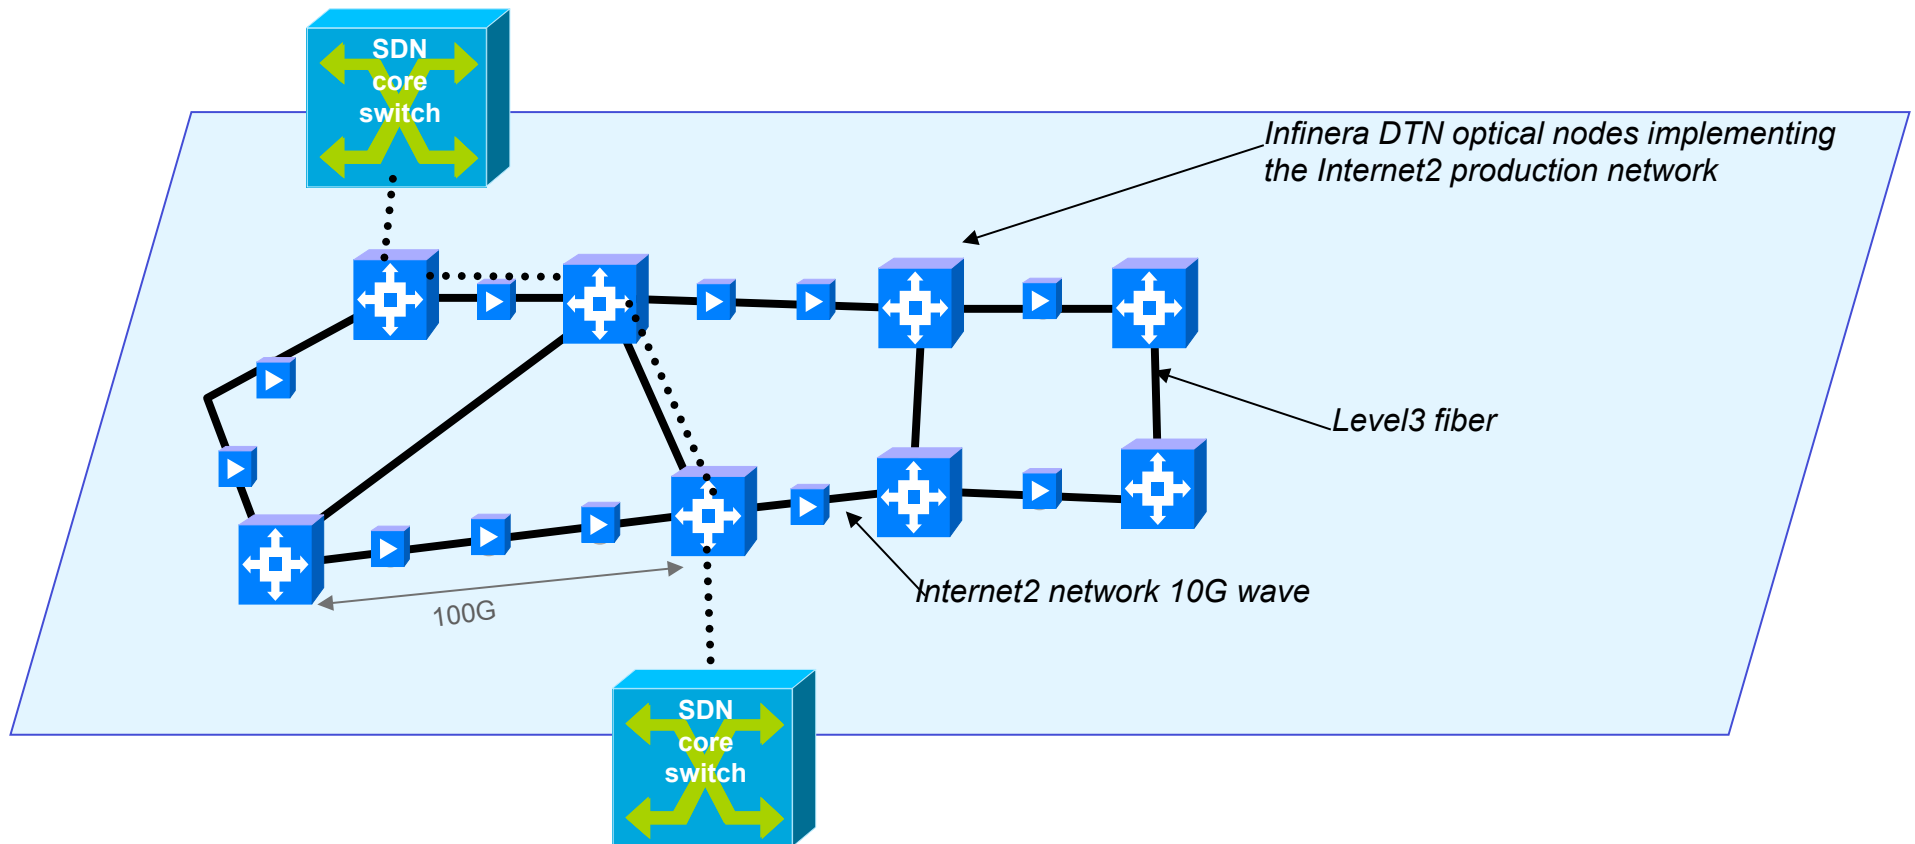 SDN
core
switch
Infinera DTN optical nodes implementing
the Internet2 production network
Level3 fiber
Internet2 network 10G wave
100G
SDN
core
switch